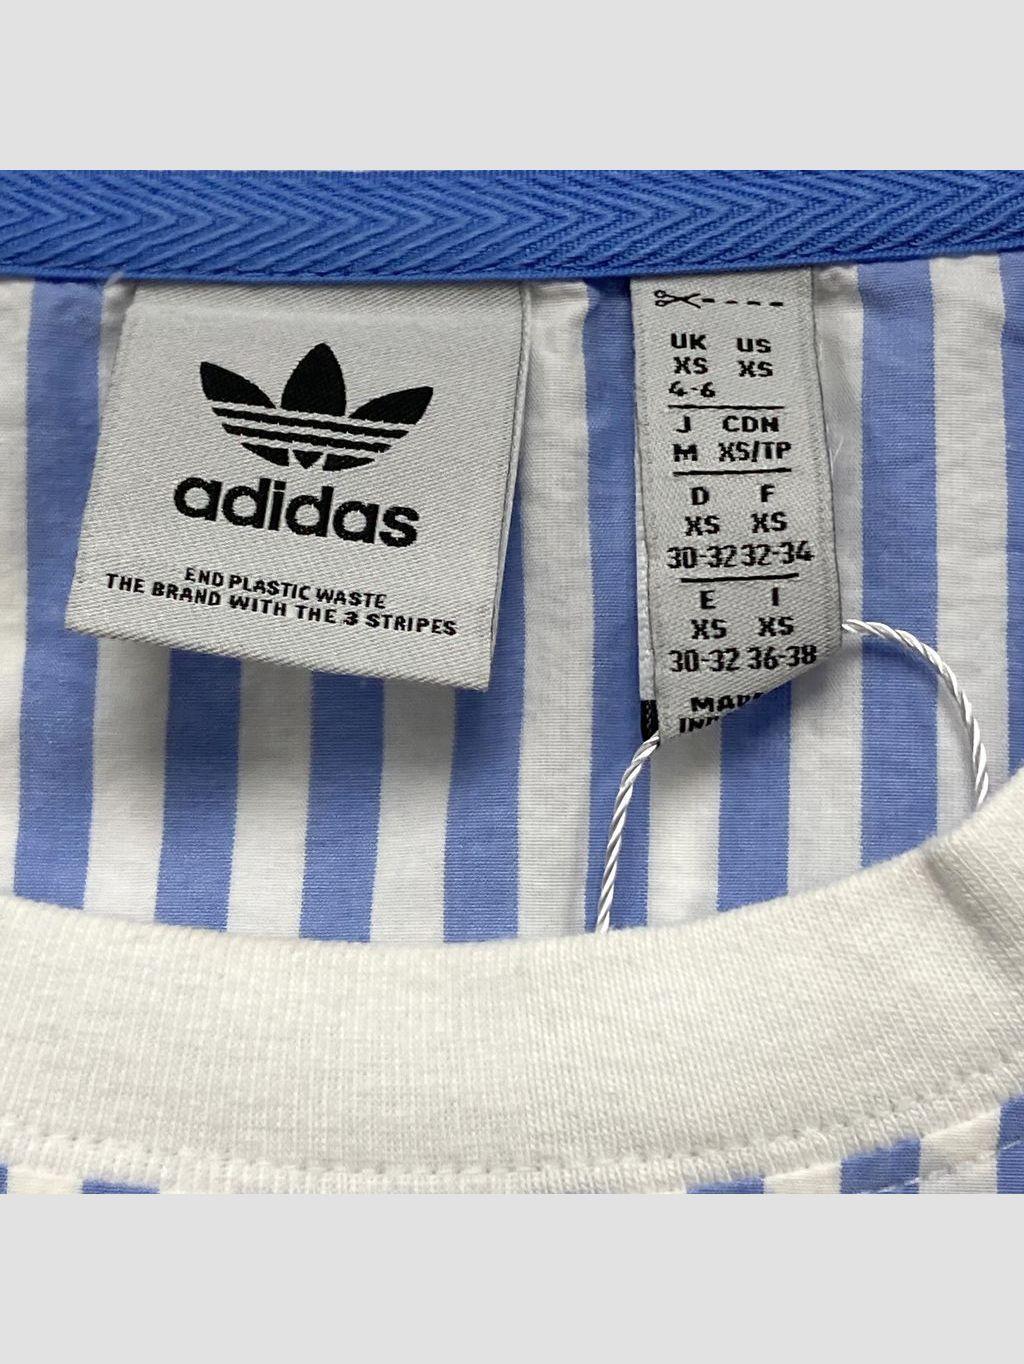 adidas
END PLASTIC WASTE
THE BRAND WITH THE 3 STRIPES
UK US
XS XS
4-6
J CDN
M XS/TP
D F
XS XS
30-32 32-34
E I
XS XS
30-32 36-38